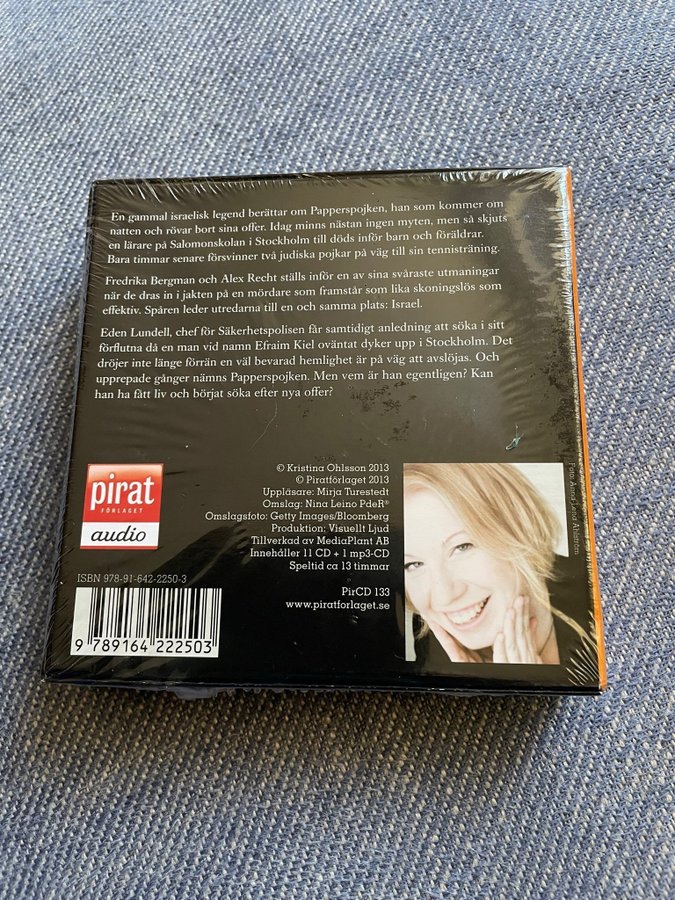 En gammal israelisk legend berättar om Papperspojken, han som kommer om
natten och rövar bort sina offer. Idag minns nästan ingen myten, men så skjuts
en lärare på Salomonskolan i Stockholm till döds inför barn och föräldrar.
Bara timmar senare försvinner två judiska pojkar på väg till sin tennisträning.
Fredrika Bergman och Alex Recht ställs inför en av sina svåraste utmaningar
när de dras in i jakten på en mördare som framstår som lika skoningslös som
effektiv. Spåren leder utredarna till en och samma plats: Israel.
Eden Lundell, chef för Säkerhetspolisen får samtidigt anledning att söka i sitt
förflutna då en man vid namn Efraim Kiel oväntat dyker upp i Stockholm. Det
dröjer inte länge förrän en väl bevarad hemlighet är på väg att avslöjas. Och
upprepade gånger nämns Papperspojken. Men vem är han egentligen? Kan
han ha fått liv och börjat söka efter nya offer?
pirat
FÖRLAGET
audio
© Kristina Ohlsson 2013
© Piratförlaget 2013
Uppläsare: Mirja Turestedt
Omslag: Nina Leino PdeR®
Omslagsfoto: Getty Images/Bloomberg
Produktion: Visuellt Ljud
Tillverkad av MediaPlant AB
Innehåller 11 CD + 1 mp3-CD
Speltid ca 13 timmar
PirCD 133
www.piratforlaget.se
Foto: Anna-Lena Ahlström
ISBN 978-91-642-2250-3
9 789164 222503